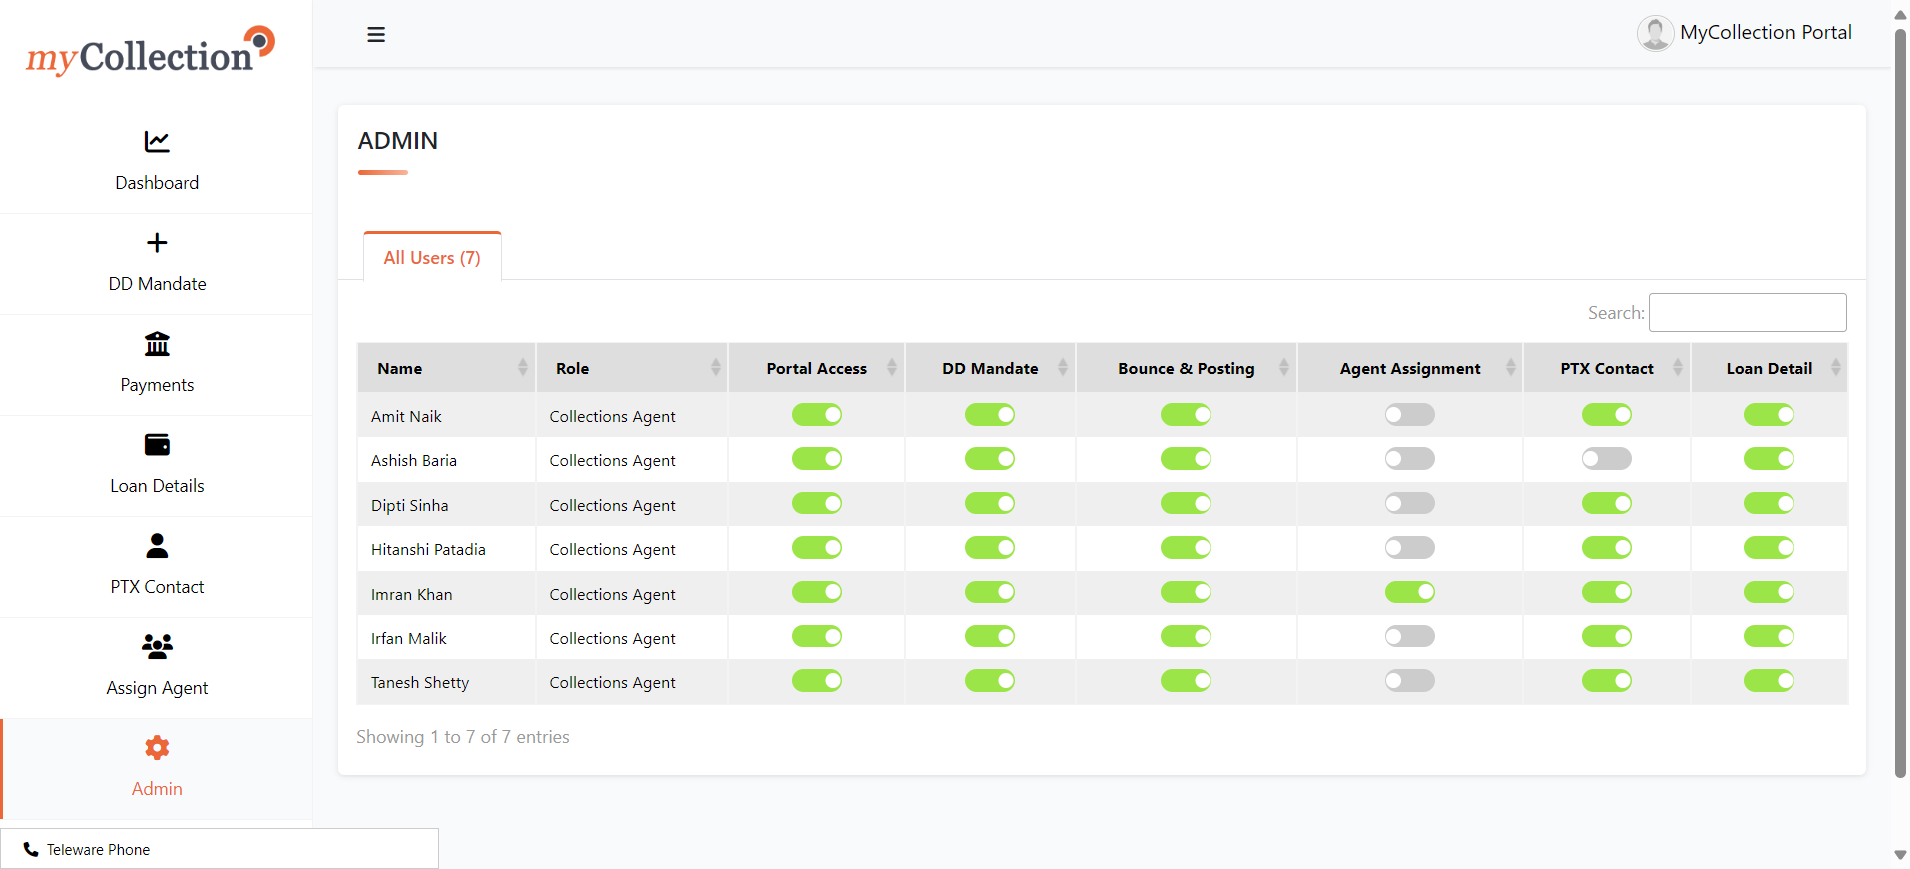 myCollection
MyCollection Portal
Dashboard
DD Mandate
Payments
Loan Details
PTX Contact
Assign Agent
Admin
Teleware Phone
ADMIN
All Users (7)
Search:
Name Role Portal Access DD Mandate Bounce & Posting Agent Assignment PTX Contact Loan Detail
Amit Naik Collections Agent
Ashish Baria Collections Agent
Dipti Sinha Collections Agent
Hitanshi Patadia Collections Agent
Imran Khan Collections Agent
Irfan Malik Collections Agent
Tanesh Shetty Collections Agent
Showing 1 to 7 of 7 entries